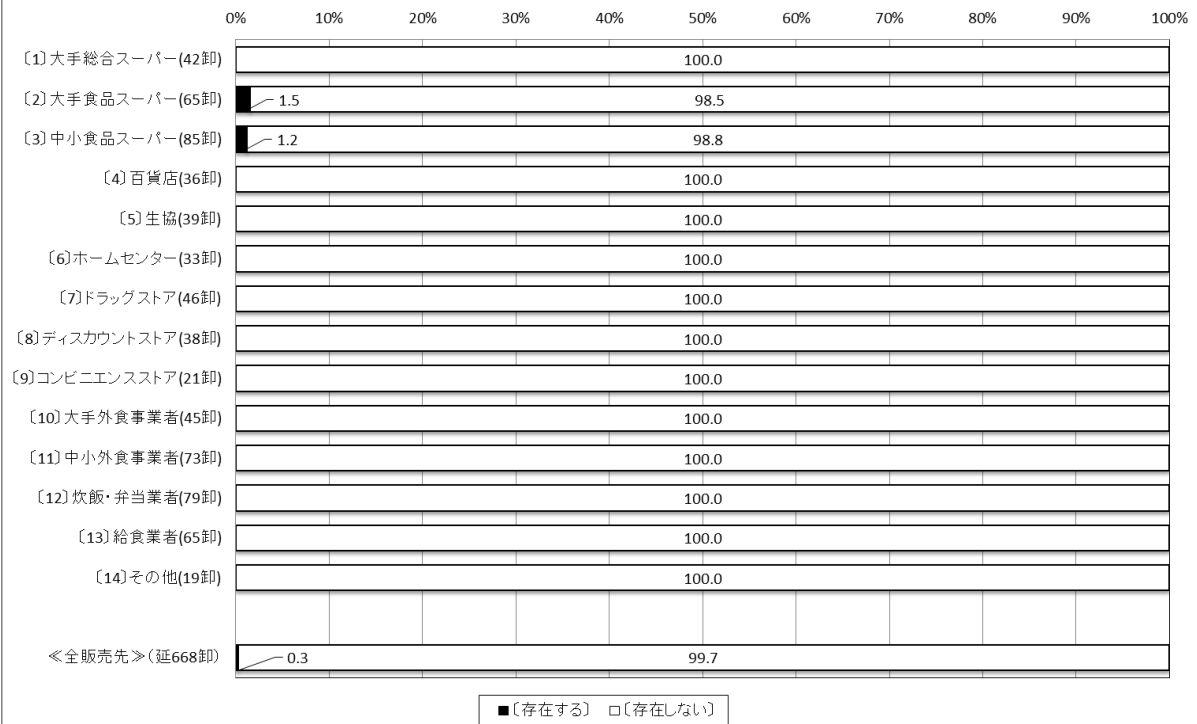 0% 10% 20% 30% 40% 50% 60% 70% 80% 90% 100%
〔1〕大手総合スーパー(42卸) 100.0
〔2〕大手食品スーパー(65卸) 1.5 98.5
〔3〕中小食品スーパー(85卸) 1.2 98.8
〔4〕百貨店(36卸) 100.0
〔5〕生協(39卸) 100.0
〔6〕ホームセンター(33卸) 100.0
〔7〕ドラッグストア(46卸) 100.0
〔8〕ディスカウントストア(38卸) 100.0
〔9〕コンビニエンスストア(21卸) 100.0
〔10〕大手外食事業者(45卸) 100.0
〔11〕中小外食事業者(73卸) 100.0
〔12〕炊飯・弁当業者(79卸) 100.0
〔13〕給食業者(65卸) 100.0
〔14〕その他(19卸) 100.0
≪全販売先≫(延668卸) 0.3 99.7
■〔存在する〕 □〔存在しない〕